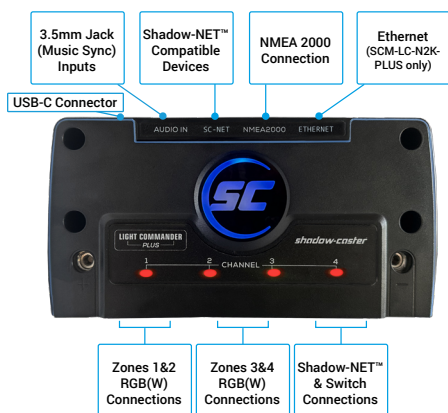 3.5mm Jack
(Music Sync)
Inputs
Shadow-NET™
Compatible
Devices
NMEA 2000
Connection
Ethernet
(SCM-LC-N2K-
PLUS only)
USB-C Connector
AUDIO IN SC-NET NMEA2000 ETHERNET
SC
LIGHT COMMANDER
PLUS
shadow-caster
1 2 3 4
CHANNEL
Zones 1&2
RGB(W)
Connections
Zones 3&4
RGB(W)
Connections
Shadow-NET™
& Switch
Connections